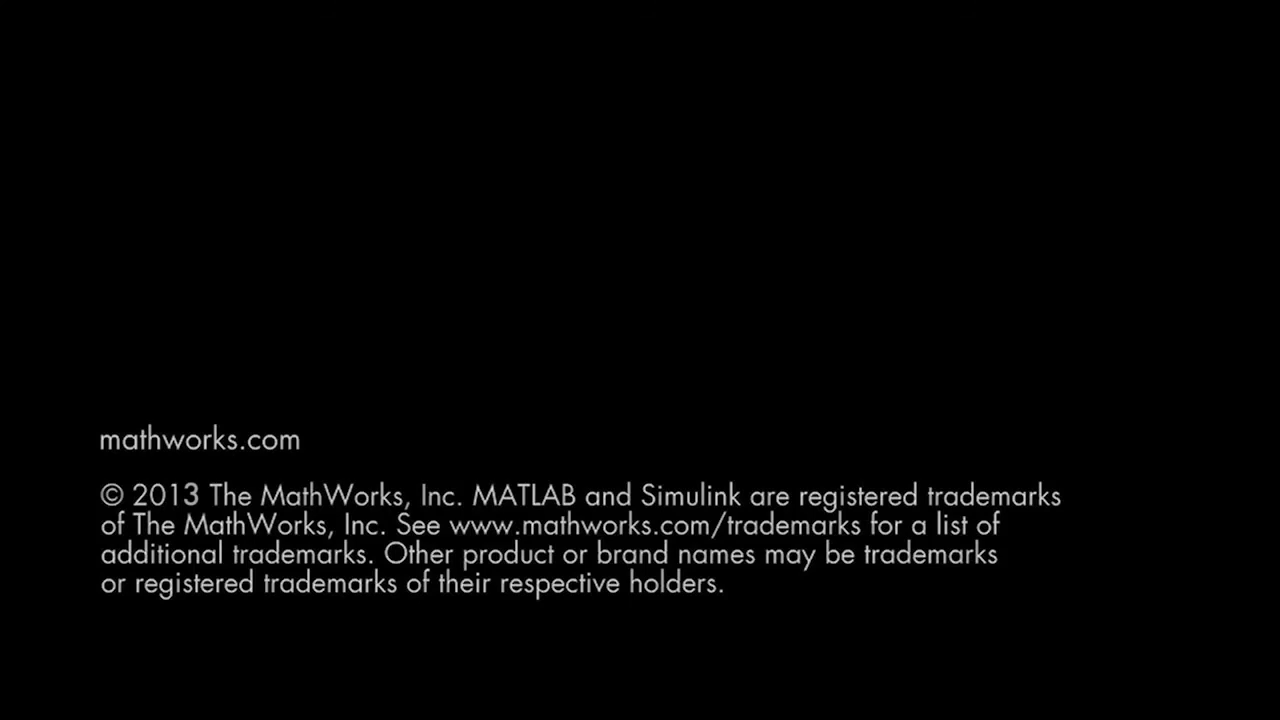 mathworks.com
© 2013 The MathWorks, Inc. MATLAB and Simulink are registered trademarks
of The MathWorks, Inc. See www.mathworks.com/trademarks for a list of
additional trademarks. Other product or brand names may be trademarks
or registered trademarks of their respective holders.